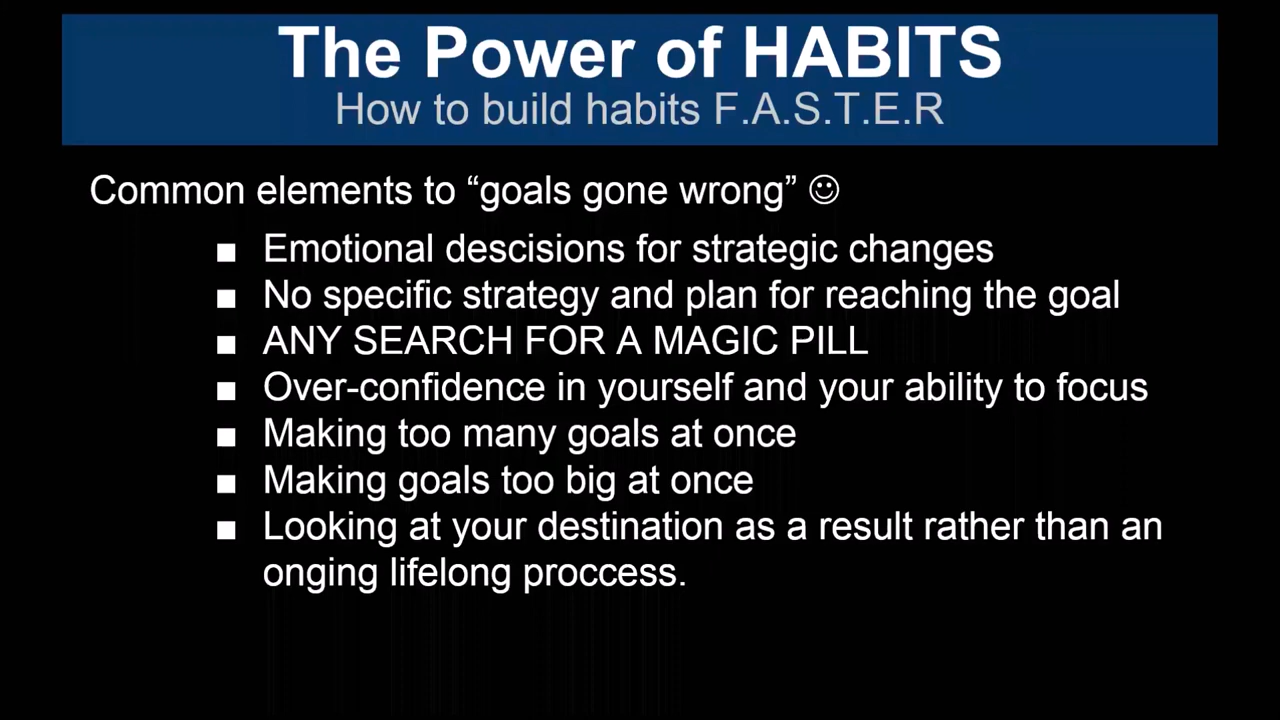 The Power of HABITS
How to build habits F.A.S.T.E.R
Common elements to “goals gone wrong” ☺
■ Emotional descisions for strategic changes
■ No specific strategy and plan for reaching the goal
■ ANY SEARCH FOR A MAGIC PILL
■ Over-confidence in yourself and your ability to focus
■ Making too many goals at once
■ Making goals too big at once
■ Looking at your destination as a result rather than an
onging lifelong proccess.